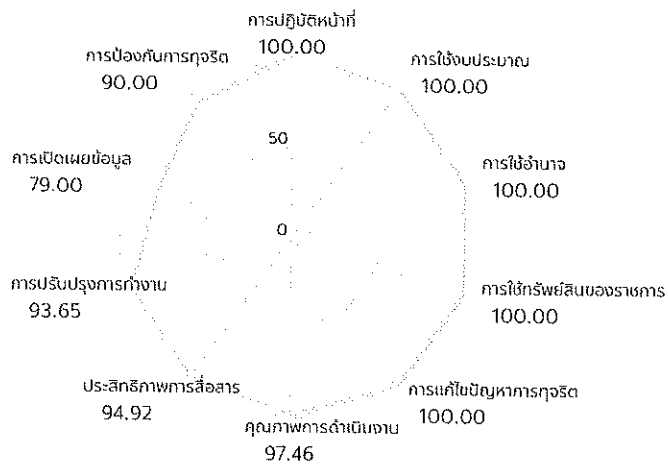 การปฏิบัติหน้าที่
100.00
การป้องกันการทุจริต
90.00
การใช้งบประมาณ
100.00
50
การเปิดเผยข้อมูล
79.00
การใช้อำนาจ
100.00
0
การปรับปรุงการทำงาน
93.65
การใช้ทรัพย์สินของราชการ
100.00
ประสิทธิภาพการสื่อสาร
94.92
การแก้ไขปัญหาการทุจริต
100.00
คุณภาพการดำเนินงาน
97.46